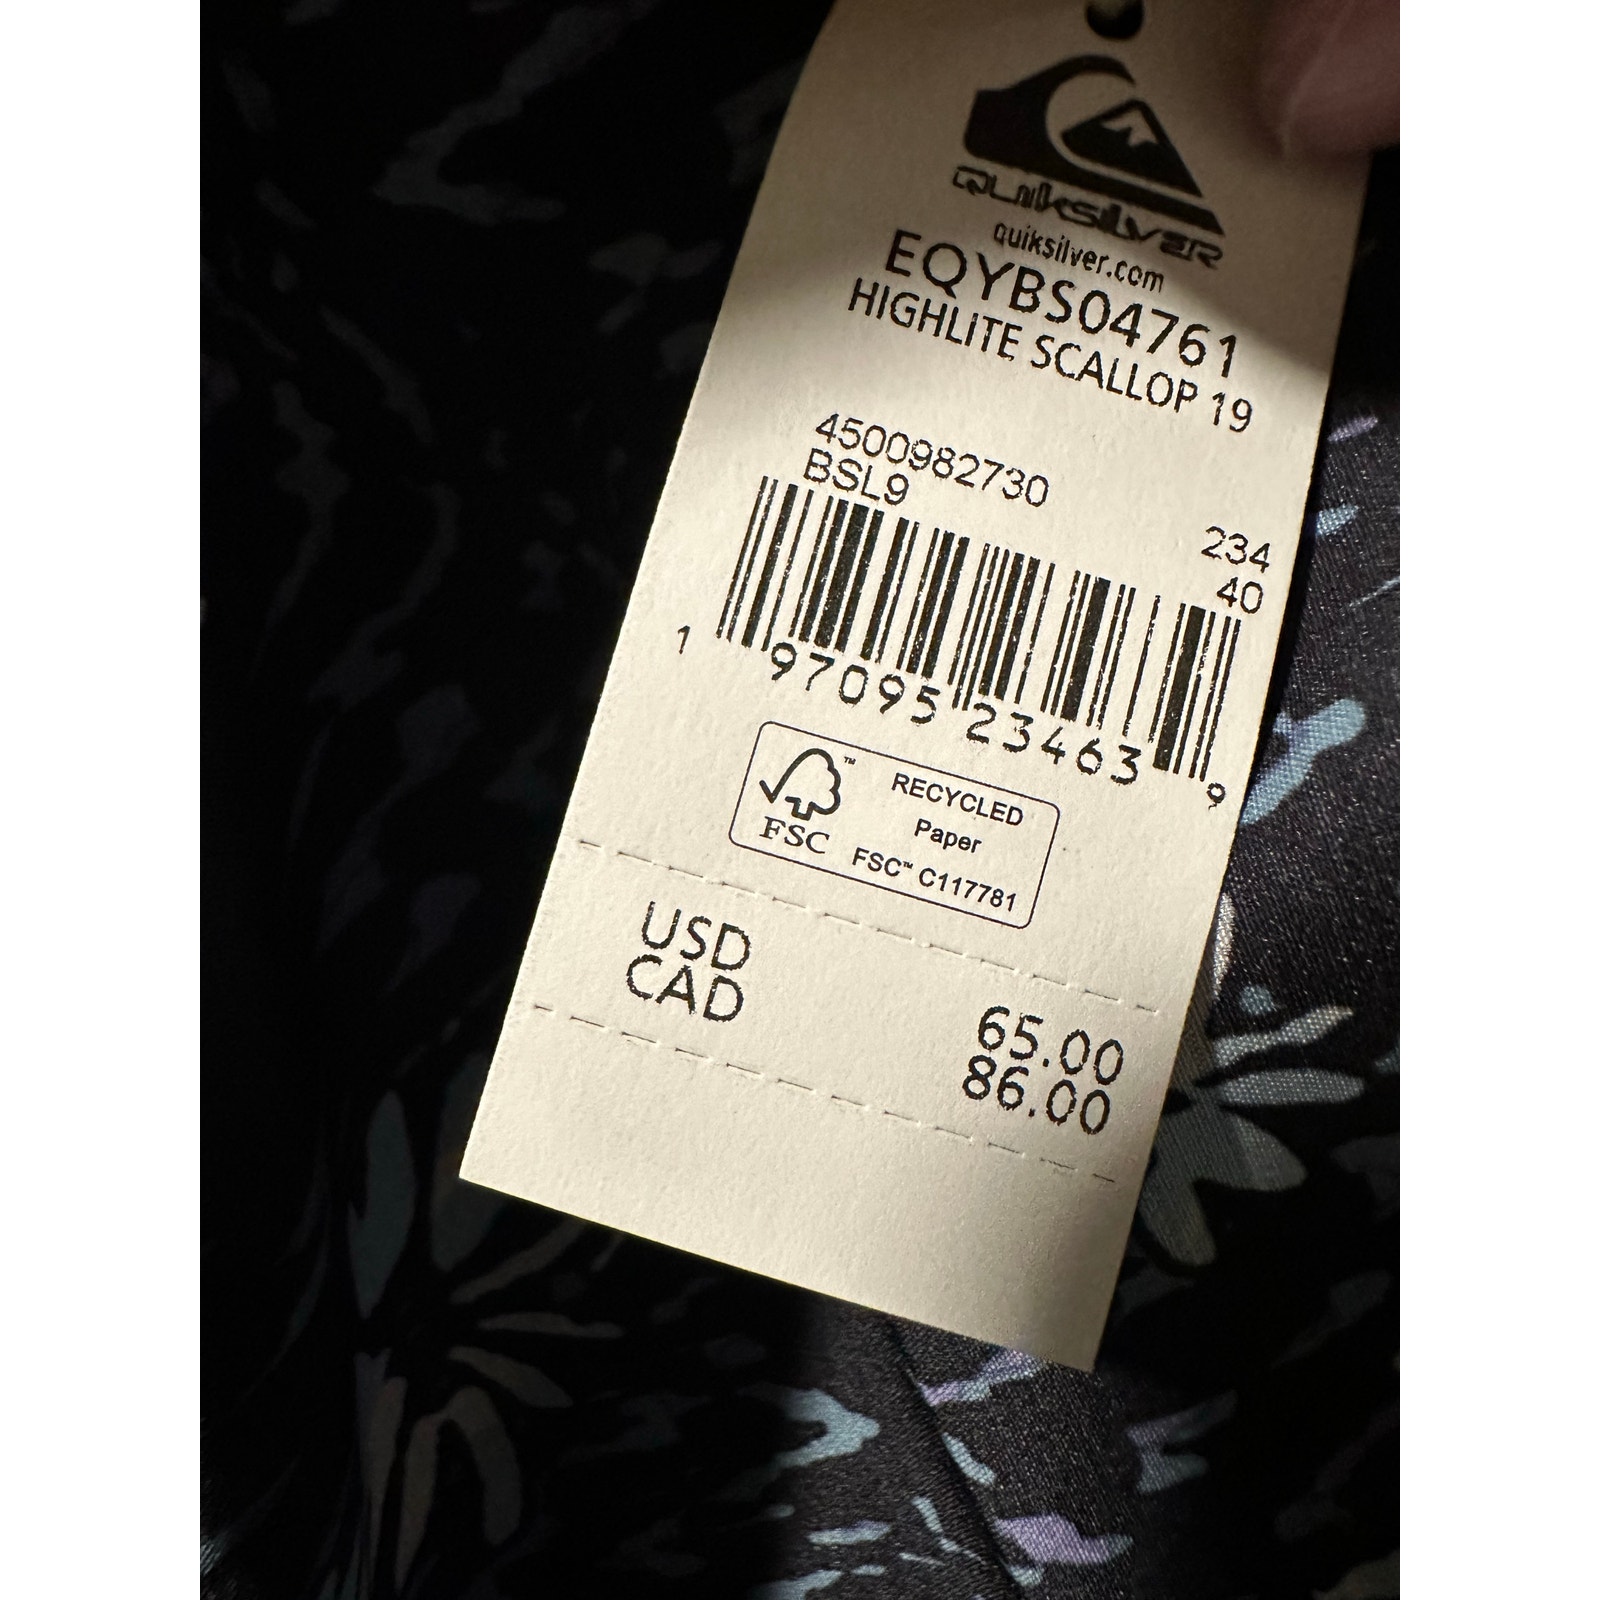 QUIKSILVER
quiksilver.com
EQYBS04761
HIGHLITE SCALLOP 19
4500982730
BSL9
234
40
1 97095 23463 9
FSC™
RECYCLED
Paper
FSC™ C117781
USD 65.00
CAD 86.00